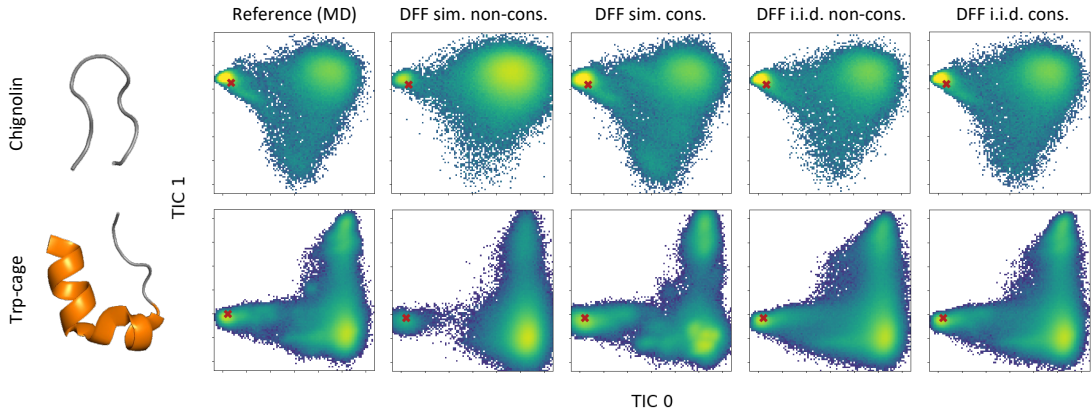 Reference (MD)
DFF sim. non-cons.
DFF sim. cons.
DFF i.i.d. non-cons.
DFF i.i.d. cons.
Chignolin
TIC 1
Trp-cage
TIC 0